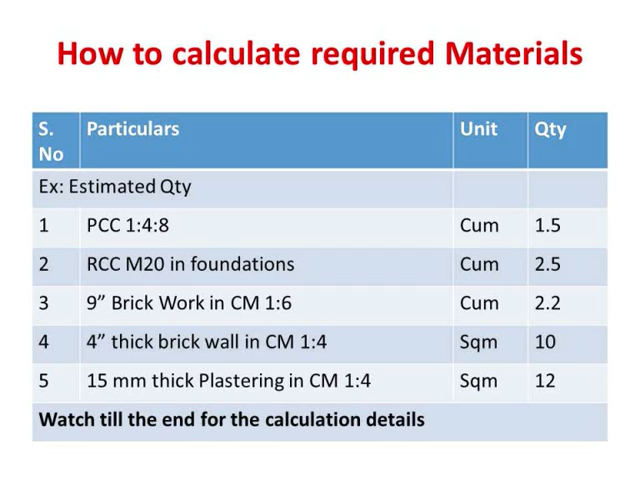 How to calculate required Materials
S. No Particulars Unit Qty
Ex: Estimated Qty
1 PCC 1:4:8 Cum 1.5
2 RCC M20 in foundations Cum 2.5
3 9” Brick Work in CM 1:6 Cum 2.2
4 4” thick brick wall in CM 1:4 Sqm 10
5 15 mm thick Plastering in CM 1:4 Sqm 12
Watch till the end for the calculation details